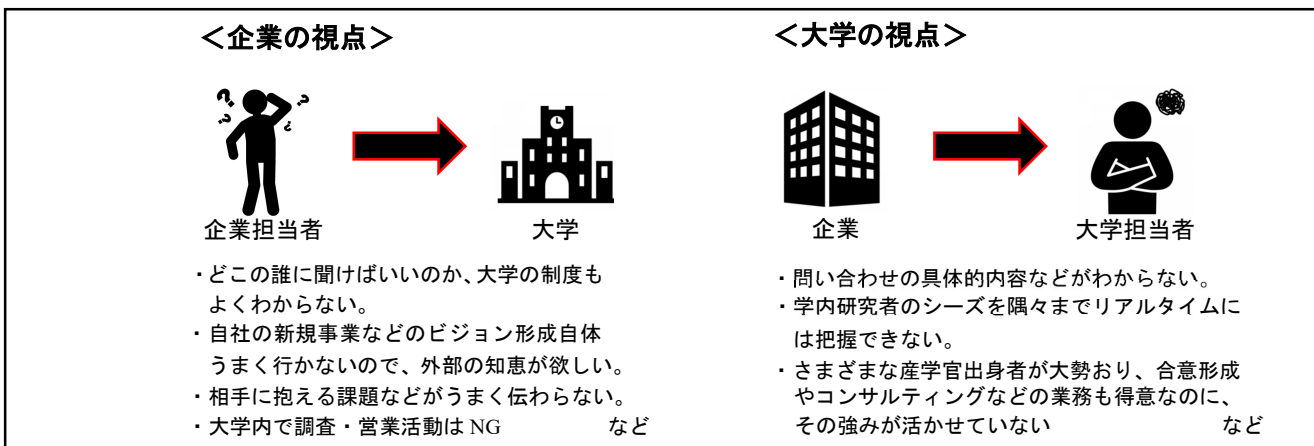 ＜企業の視点＞
企業担当者
大学
・どこの誰に聞けばいいのか、大学の制度も
よくわからない。
・自社の新規事業などのビジョン形成自体
うまく行かないので、外部の知恵が欲しい。
・相手に抱える課題などがうまく伝わらない。
・大学内で調査・営業活動は NG　など
＜大学の視点＞
企業
大学担当者
・問い合わせの具体的内容などがわからない。
・学内研究者のシーズを隅々までリアルタイムに
は把握できない。
・さまざまな産学官出身者が大勢おり、合意形成
やコンサルティングなどの業務も得意なのに、
その強みが活かせていない　など